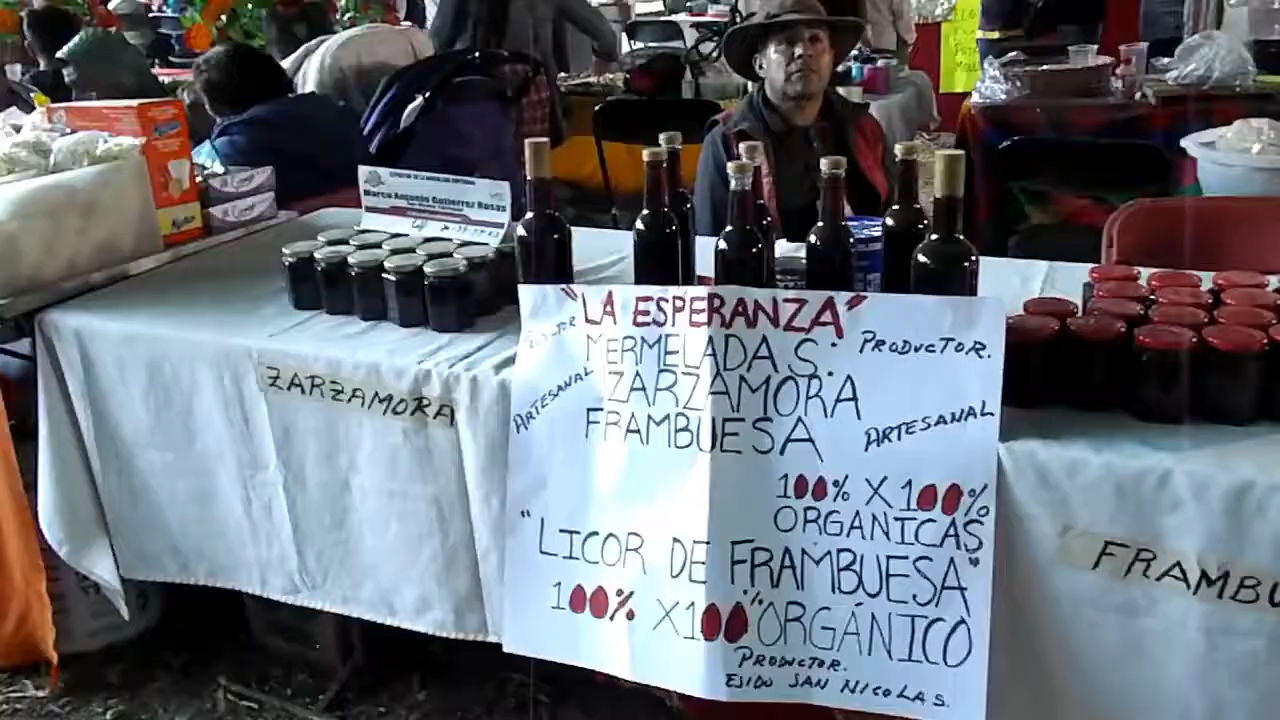 Marco Antonio Gutierrez Rosas
ZARZAMORA
"LA ESPERANZA"
MERMELADAS.
ZARZAMORA
FRAMBUESA
ARTESANAL
PRODUCTOR.
ARTESANAL
100% X 100%
ORGANICAS
"LICOR DE FRAMBUESA"
100% X100% ORGÁNICO
PRODUCTOR.
EJIDO SAN NICOLAS.
FRAMBU